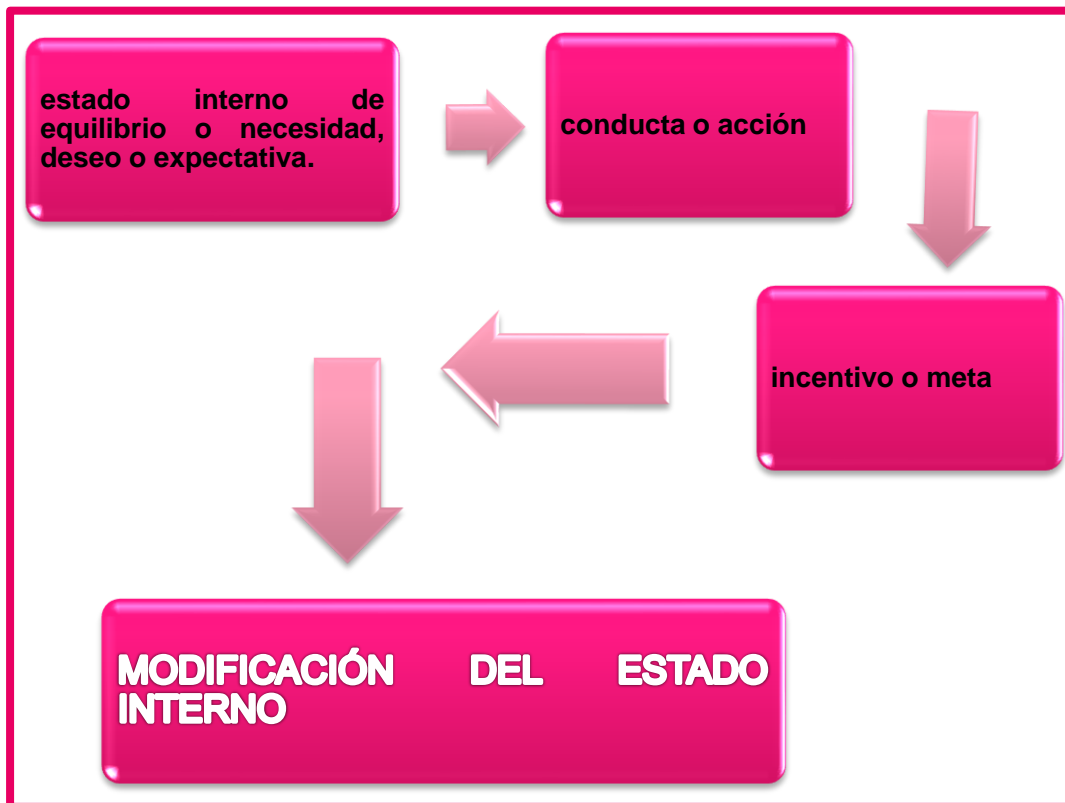 estado interno de
equilibrio o necesidad,
deseo o expectativa.
conducta o acción
incentivo o meta
MODIFICACIÓN DEL ESTADO
INTERNO